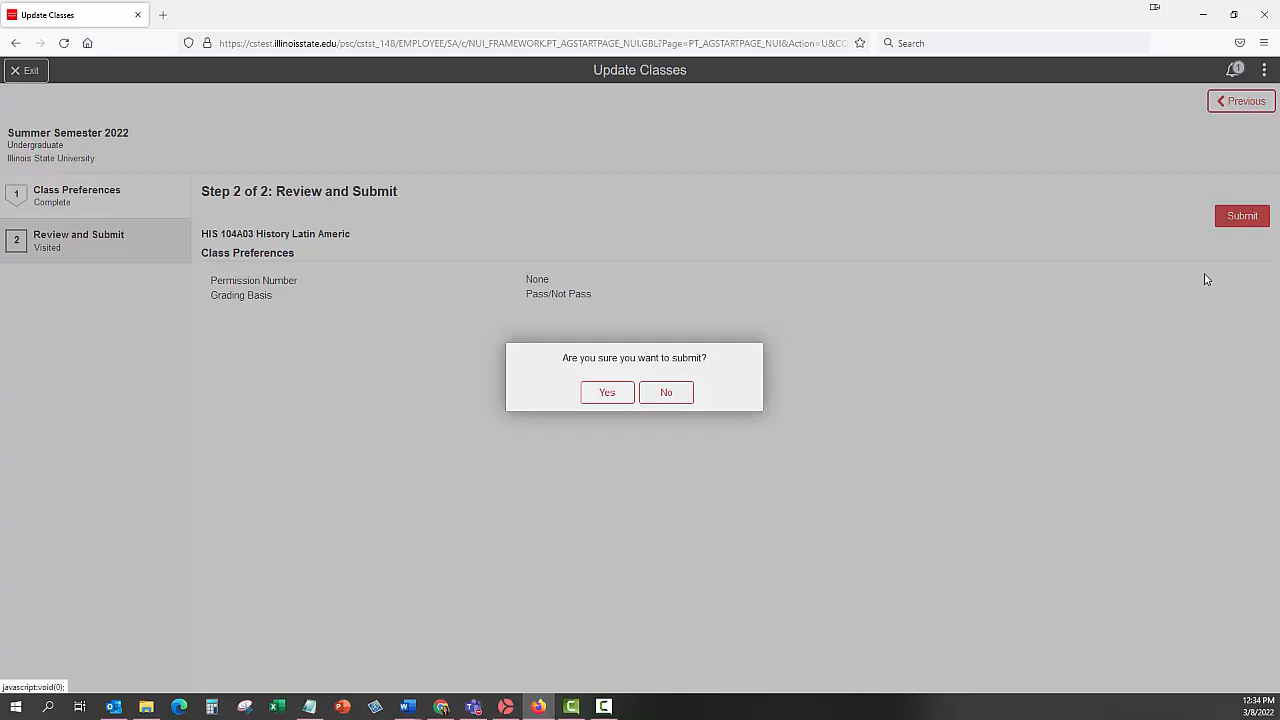 Update Classes
https://cstest.illinoisstate.edu/psc/cstst_148/EMPLOYEE/SA/c/NUI_FRAMEWORK.PT_AGSTARTPAGE_NUI.GBL?Page=PT_AGSTARTPAGE_NUI&Action=U&CO
Search
Exit
Update Classes
1
Previous
Summer Semester 2022
Undergraduate
Illinois State University
1
Class Preferences
Complete
2
Review and Submit
Visited
Step 2 of 2: Review and Submit
Submit
HIS 104A03 History Latin Americ
Class Preferences
Permission Number None
Grading Basis Pass/Not Pass
Are you sure you want to submit?
Yes No
javascript:void(0);
12:34 PM
3/8/2022